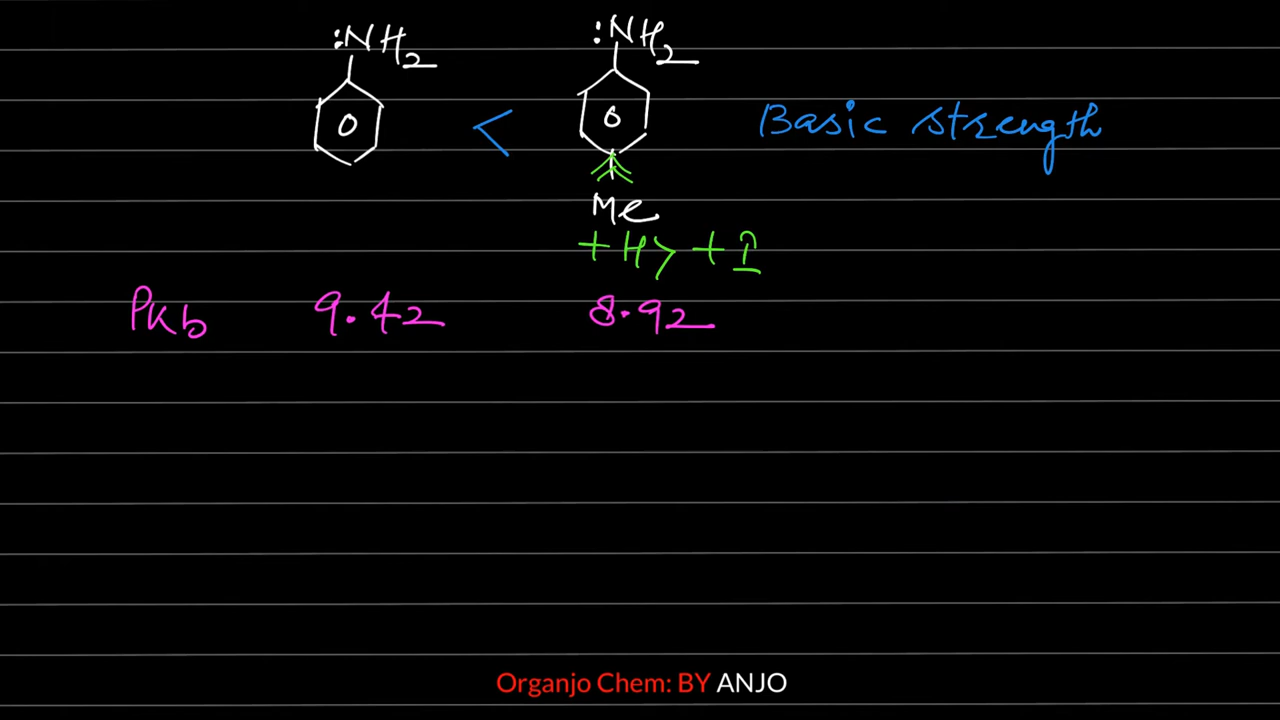 :NH2 :NH2
< Basic strength
Me
+H > +I
Pkb 9.42 8.92
Organjo Chem: BY ANJO